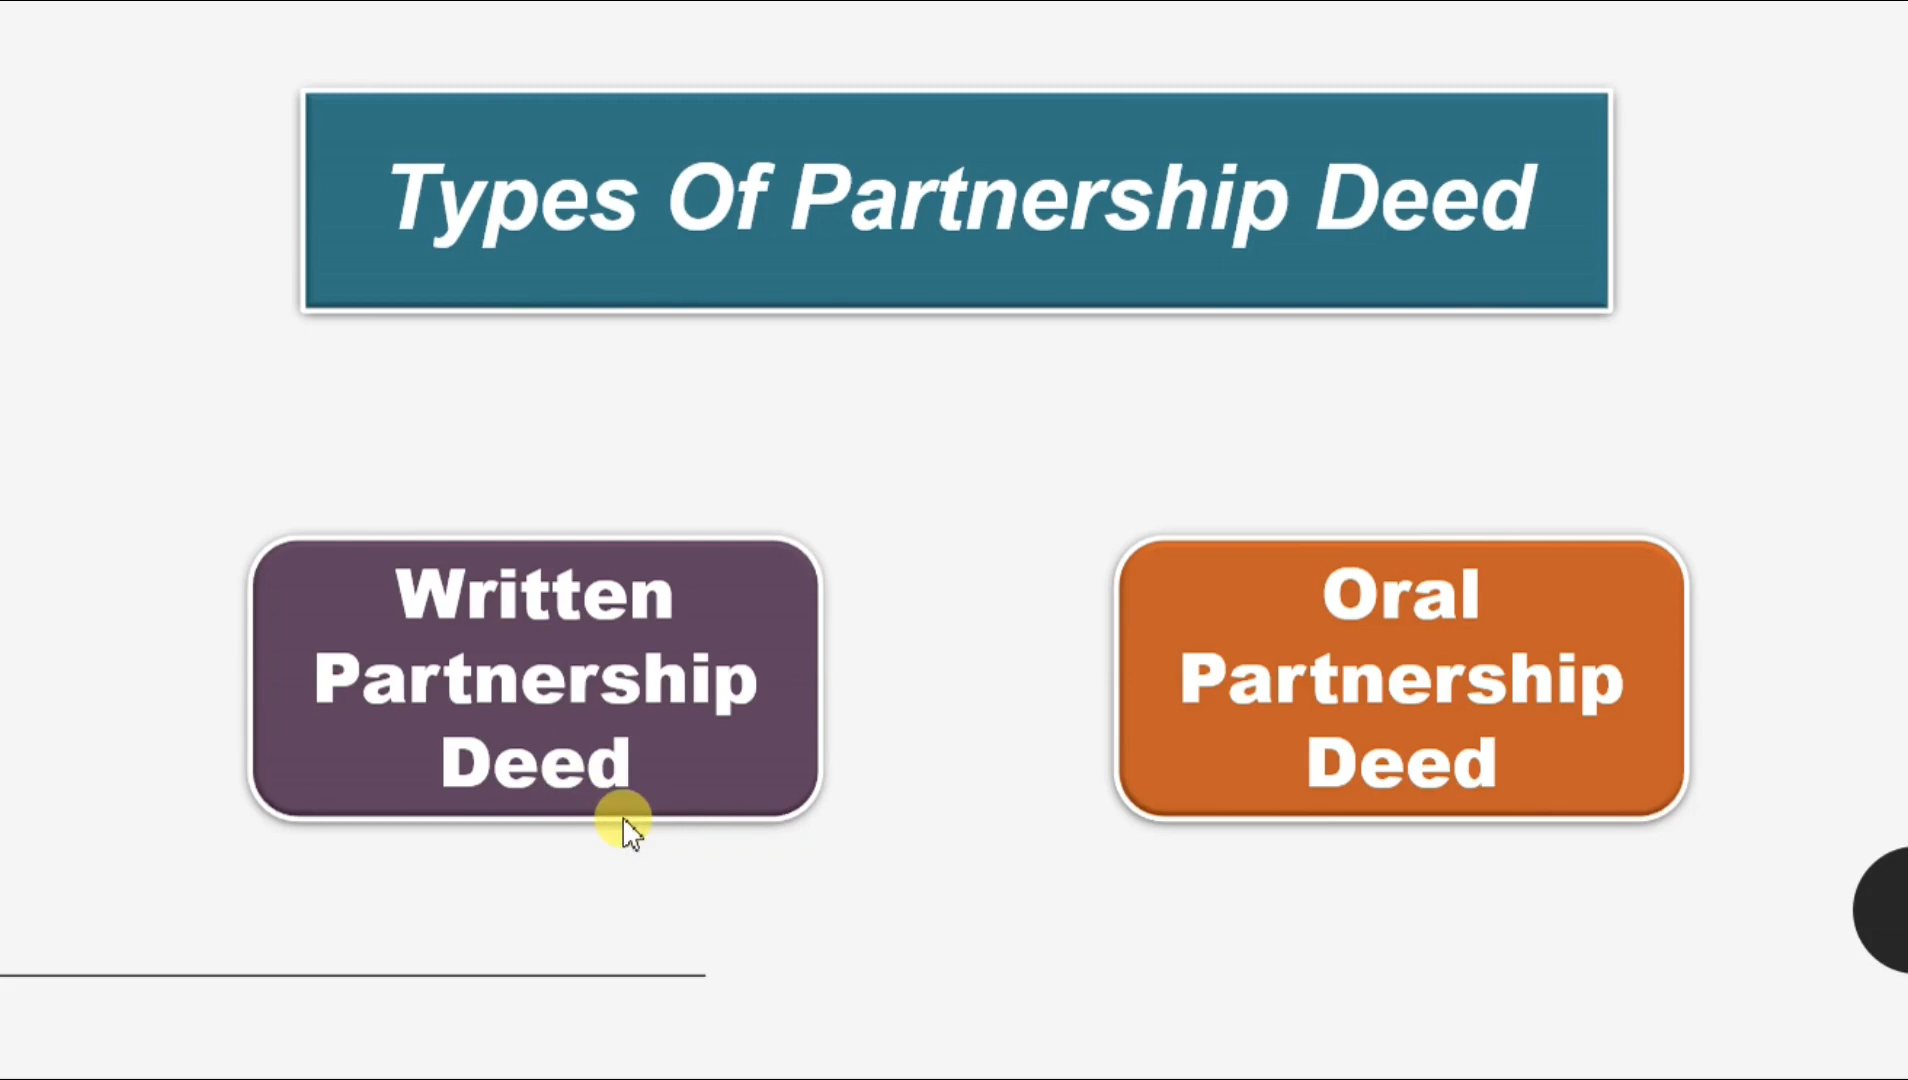 Types Of Partnership Deed
Written
Partnership
Deed
Oral
Partnership
Deed